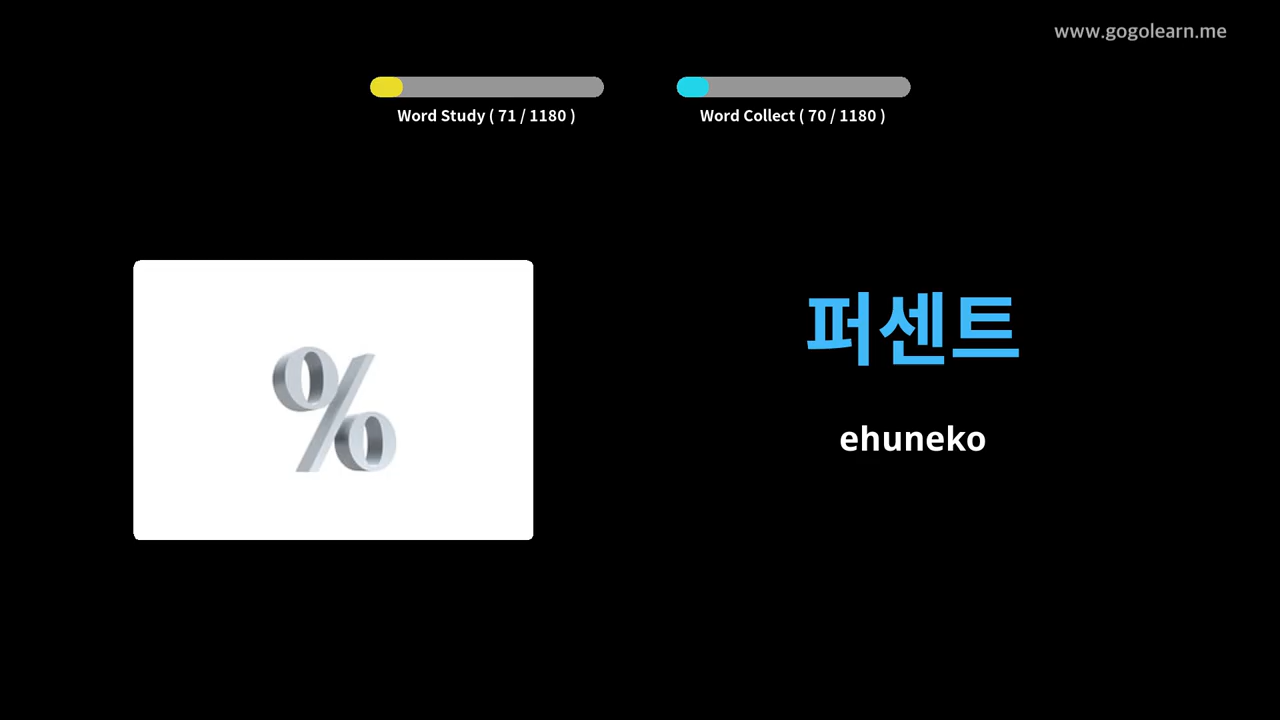 www.gogolearn.me
Word Study ( 71 / 1180 )
Word Collect ( 70 / 1180 )
%
퍼센트
ehuneko